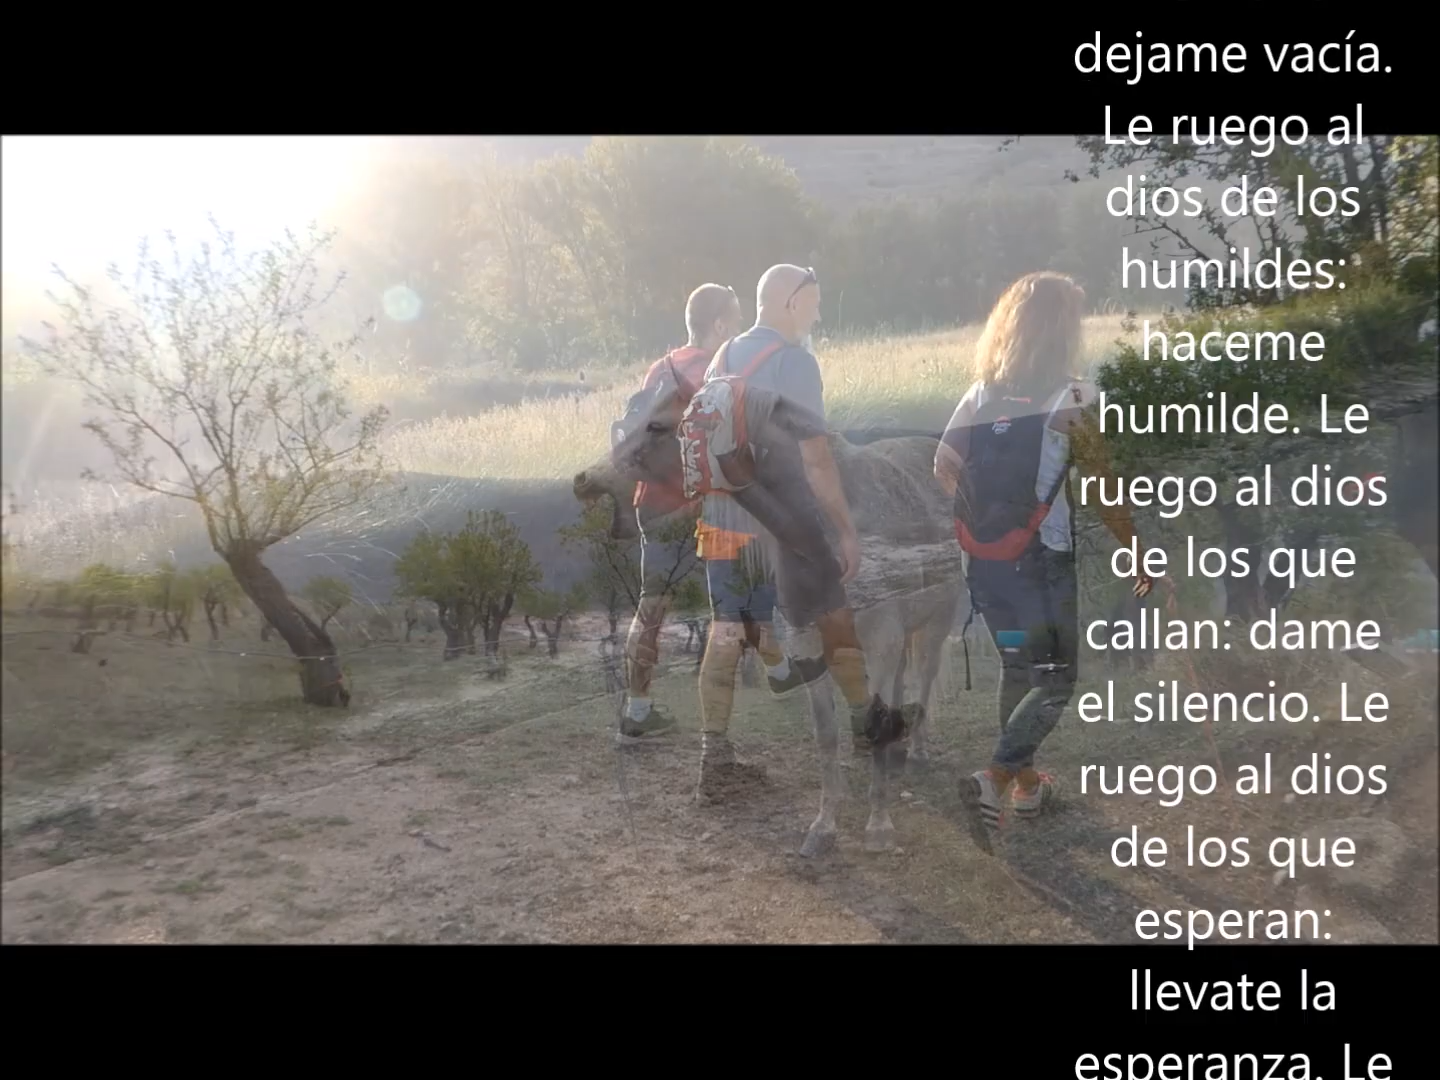 dejame vacía.
Le ruego al
dios de los
humildes:
haceme
humilde. Le
ruego al dios
de los que
callan: dame
el silencio. Le
ruego al dios
de los que
esperan:
llevate la
esperanza. Le